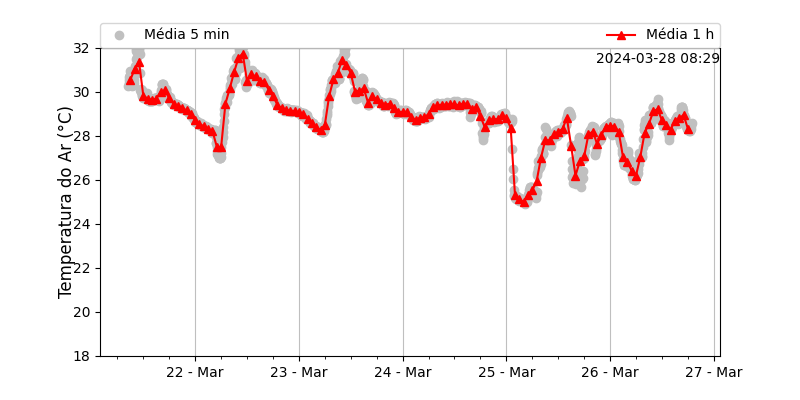 Média 5 min
Média 1 h
2024-03-28 08:29
Temperatura do Ar (°C)
32
30
28
26
24
22
20
18
22 - Mar
23 - Mar
24 - Mar
25 - Mar
26 - Mar
27 - Mar